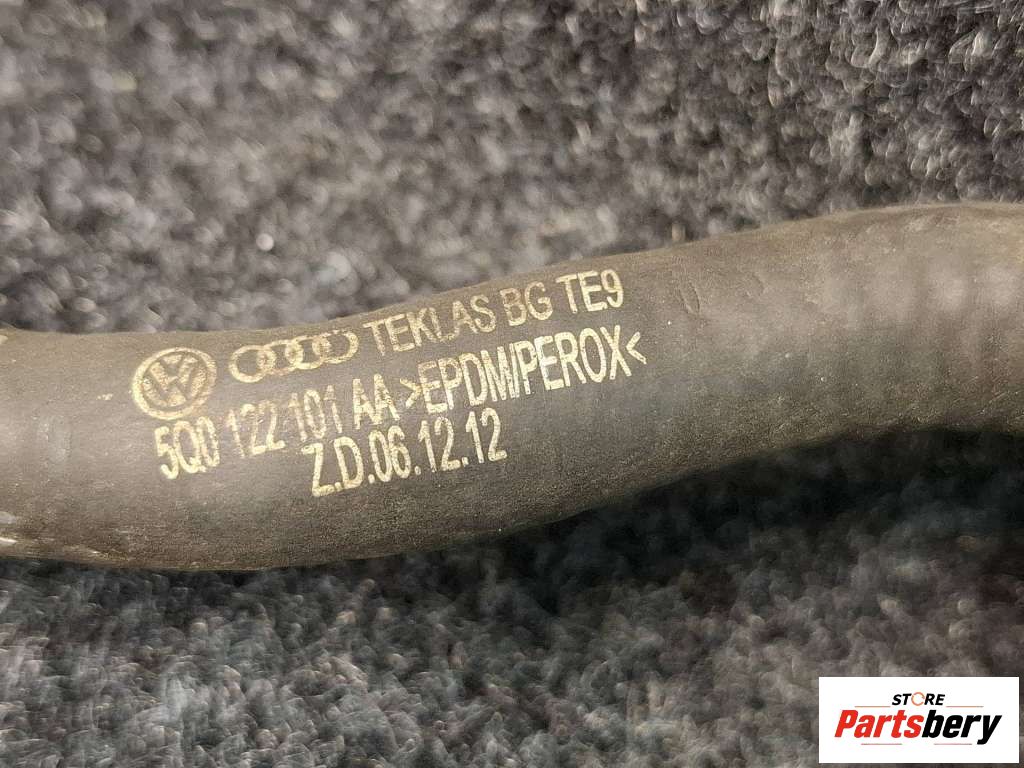 TEKLAS BG TE9
5Q0 122 101 AA >EPDM/PEROX<
Z.D.06.12.12
STORE
Partsbery